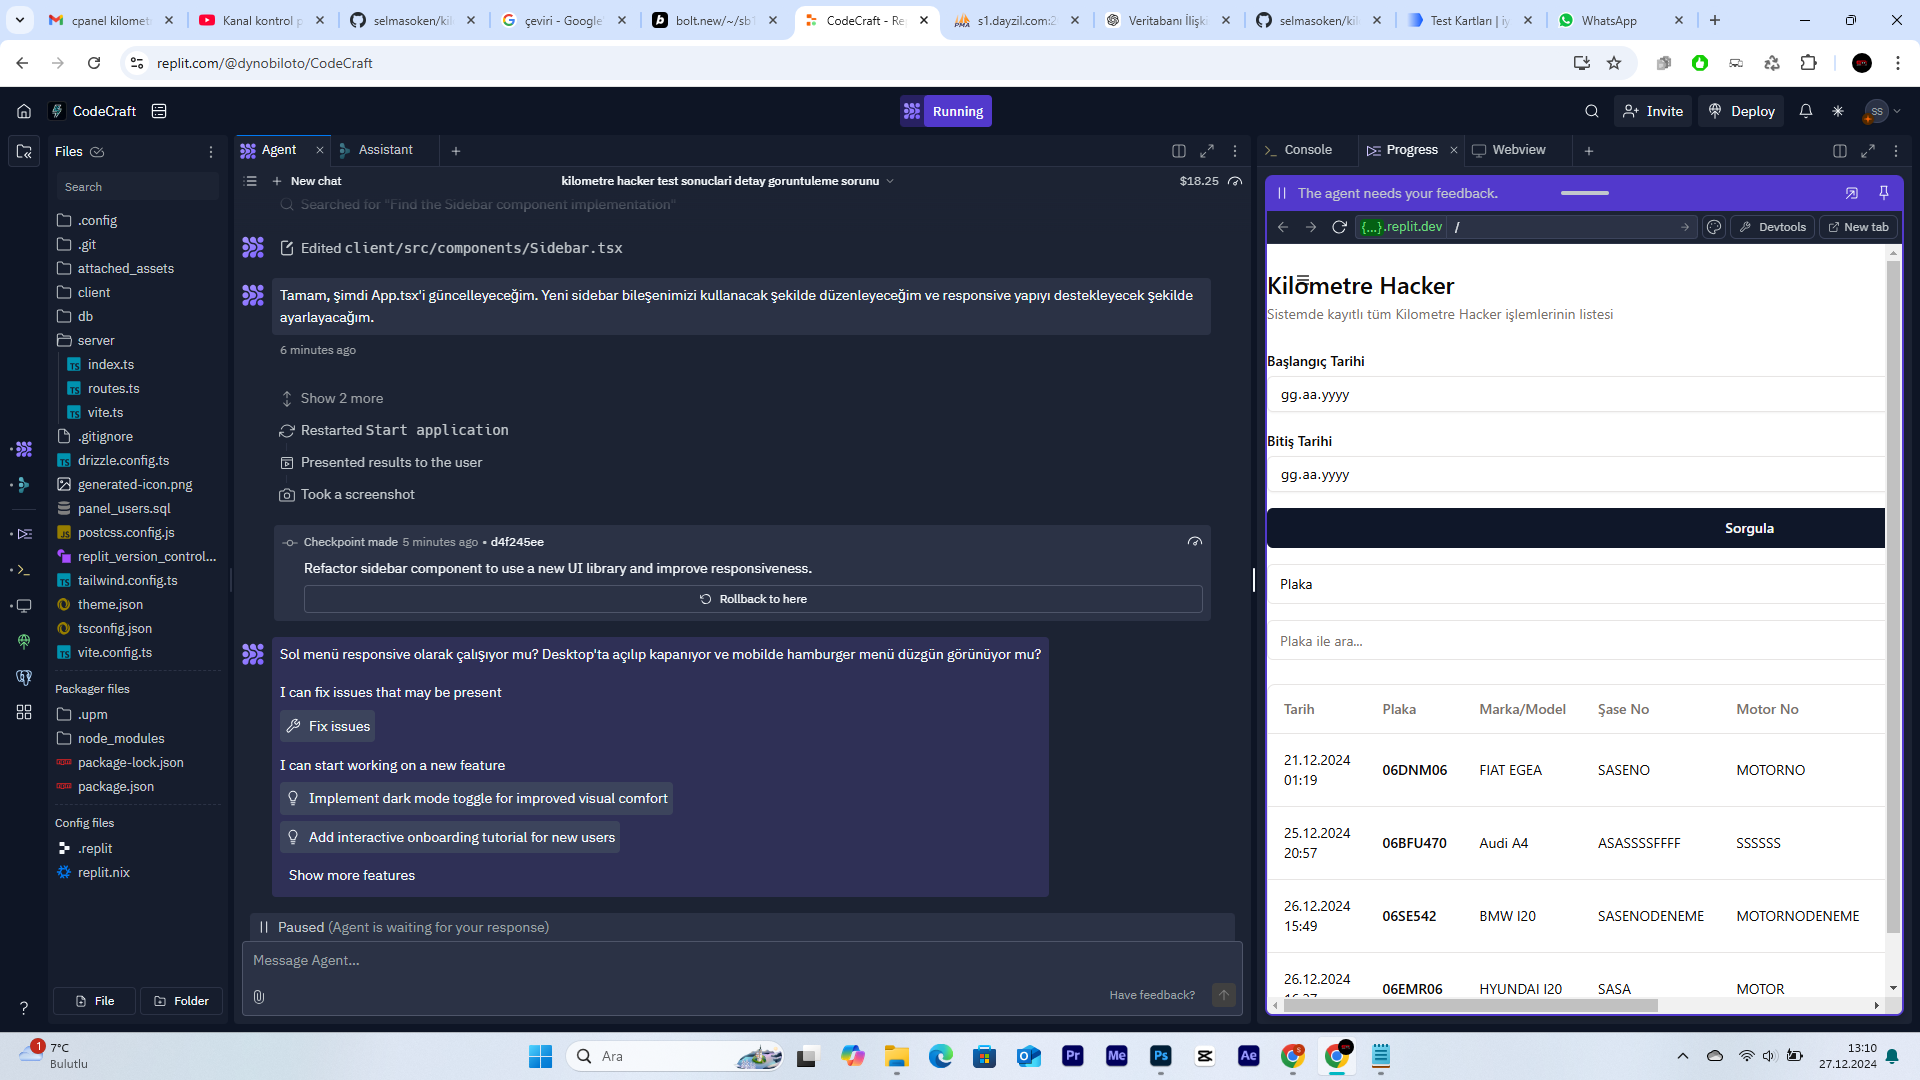 cpanel kilomet
Kanal kontrol p
selmasoken/kil
çeviri - Google'
bolt.new/~/sb1
CodeCraft - Re
s1.dayzil.com:2
Veritabanı İlişki
selmasoken/kil
Test Kartları | iy
WhatsApp
replit.com/@dynobiloto/CodeCraft
CodeCraft
Running
Invite
Deploy
SS
Files
Search
.config
.git
attached_assets
client
db
server
index.ts
routes.ts
vite.ts
.gitignore
drizzle.config.ts
generated-icon.png
panel_users.sql
postcss.config.js
replit_version_control...
tailwind.config.ts
theme.json
tsconfig.json
vite.config.ts
Packager files
.upm
node_modules
package-lock.json
package.json
Config files
.replit
replit.nix
File
Folder
Agent
Assistant
New chat
kilometre hacker test sonuclari detay goruntuleme sorunu
$18.25
Searched for "Find the Sidebar component implementation"
Edited client/src/components/Sidebar.tsx
Tamam, şimdi App.tsx'i güncelleyeceğim. Yeni sidebar bileşenimizi kullanacak şekilde düzenleyeceğim ve responsive yapıyı destekleyecek şekilde
ayarlayacağım.
6 minutes ago
Show 2 more
Restarted Start application
Presented results to the user
Took a screenshot
Checkpoint made 5 minutes ago • d4f245ee
Refactor sidebar component to use a new UI library and improve responsiveness.
Rollback to here
Sol menü responsive olarak çalışıyor mu? Desktop'ta açılıp kapanıyor ve mobilde hamburger menü düzgün görünüyor mu?
I can fix issues that may be present
Fix issues
I can start working on a new feature
Implement dark mode toggle for improved visual comfort
Add interactive onboarding tutorial for new users
Show more features
Paused (Agent is waiting for your response)
Message Agent...
Have feedback?
Console
Progress
Webview
The agent needs your feedback.
{...}.replit.dev
/
Devtools
New tab
Kilometre Hacker
Sistemde kayıtlı tüm Kilometre Hacker işlemlerinin listesi
Başlangıç Tarihi
gg.aa.yyyy
Bitiş Tarihi
gg.aa.yyyy
Sorgula
Plaka
Plaka ile ara...
Tarih Plaka Marka/Model Şase No Motor No
21.12.2024
01:19
06DNM06 FIAT EGEA SASENO MOTORNO
25.12.2024
20:57
06BFU470 Audi A4 ASASSSSFFFF SSSSSS
26.12.2024
15:49
06SE542 BMW I20 SASENODENEME MOTORNODENEME
26.12.2024
06EMR06 HYUNDAI I20 SASA MOTOR
1
7°C
Bulutlu
Ara
Pr
Me
Ps
Ae
13:10
27.12.2024